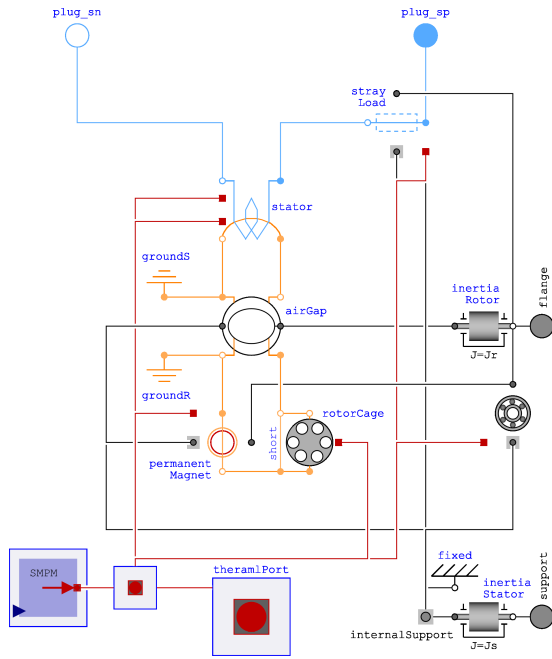 plug_sn
plug_sp
stray
Load
stator
groundS
airGap
inertia
Rotor
flange
J=Jr
groundR
rotorCage
short
permanent
Magnet
SMPM
theramlPort
fixed
inertia
Stator
support
internalSupport
J=Js